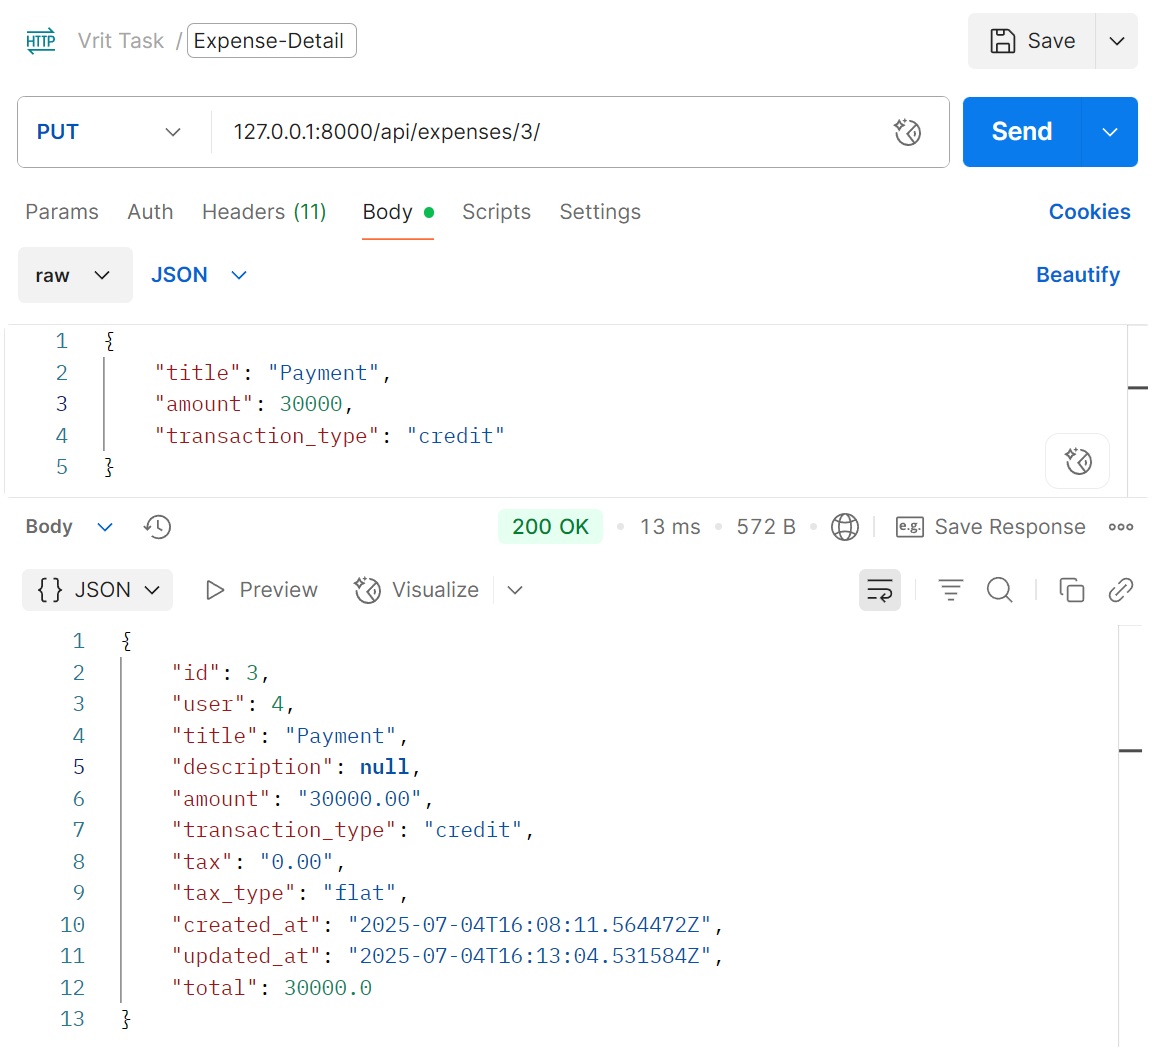 HTTP Vrit Task / Expense-Detail Save
PUT 127.0.0.1:8000/api/expenses/3/ Send
Params Auth Headers (11) Body Scripts Settings Cookies
raw JSON Beautify
1 {
2 "title": "Payment",
3 "amount": 30000,
4 "transaction_type": "credit"
5 }
Body 200 OK • 13 ms • 572 B • e.g. Save Response
{} JSON Preview Visualize
1 {
2 "id": 3,
3 "user": 4,
4 "title": "Payment",
5 "description": null,
6 "amount": "30000.00",
7 "transaction_type": "credit",
8 "tax": "0.00",
9 "tax_type": "flat",
10 "created_at": "2025-07-04T16:08:11.564472Z",
11 "updated_at": "2025-07-04T16:13:04.531584Z",
12 "total": 30000.0
13 }